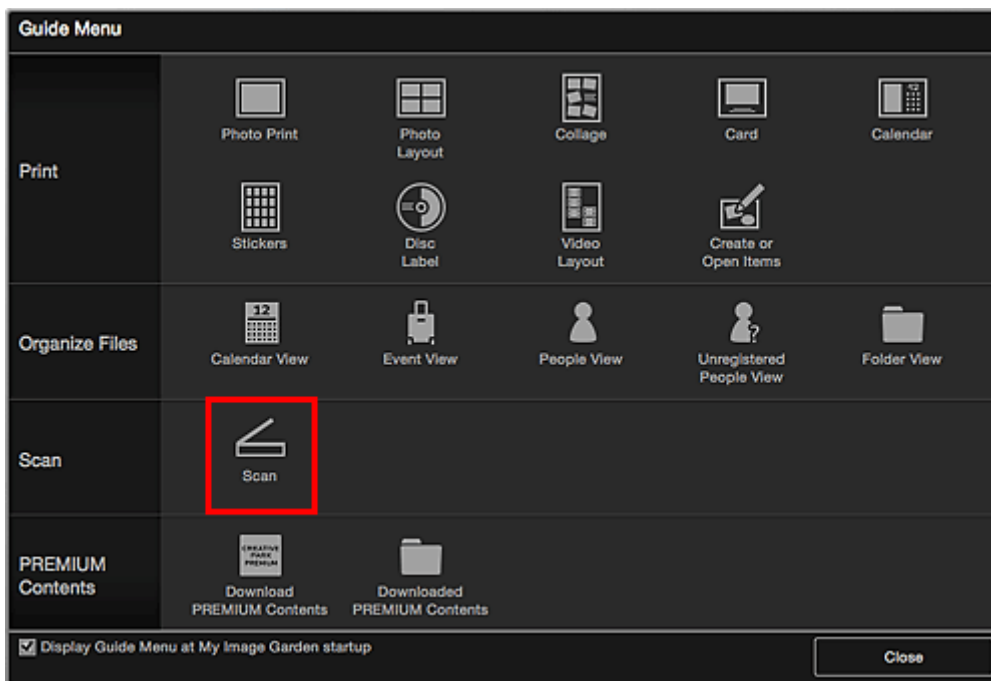 Guide Menu
Print
Photo Print
Photo
Layout
Collage
Card
Calendar
Stickers
Disc
Label
Video
Layout
Create or
Open Items
Organize Files
12
Calendar View
Event View
People View
?
Unregistered
People View
Folder View
Scan
Scan
PREMIUM
Contents
CREATIVE
PARK
PREMIUM
Download
PREMIUM Contents
Downloaded
PREMIUM Contents
Display Guide Menu at My Image Garden startup
Close